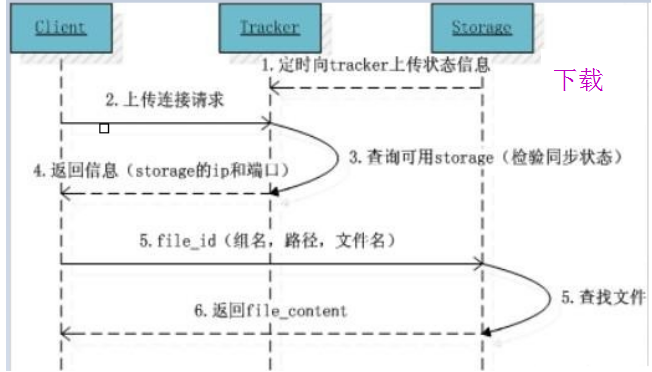 Client
Tracker
Storage
1.定时向tracker上传状态信息
下载
2.上传连接请求
3.查询可用storage（检验同步状态）
4.返回信息（storage的ip和端口）
5.file_id（组名，路径，文件名）
5.查找文件
6.返回file_content